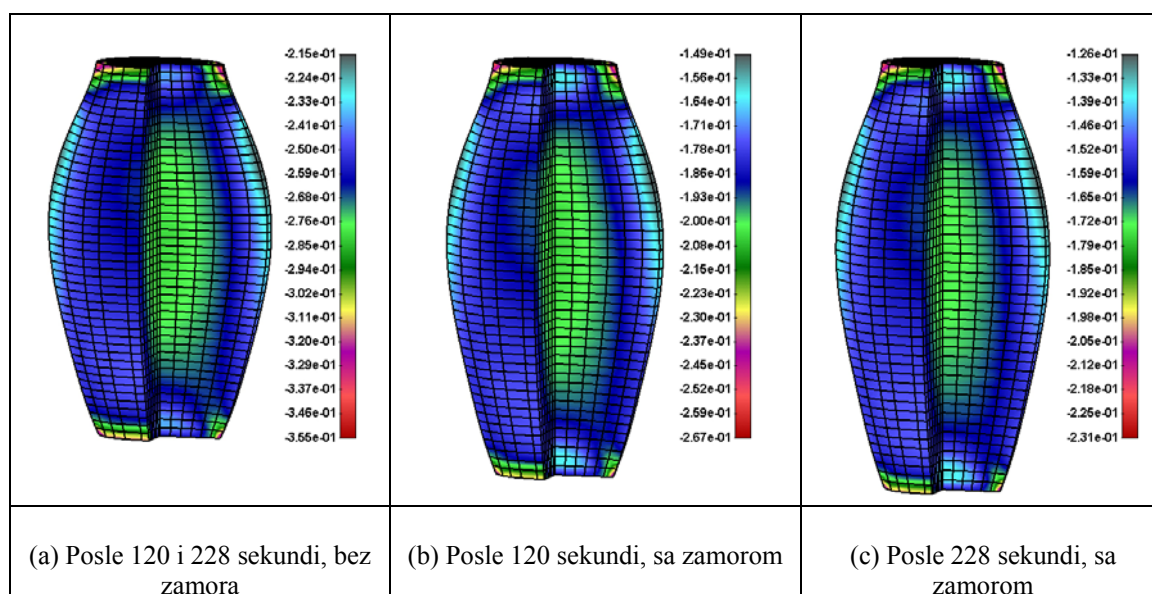 -2.15e-01
-2.24e-01
-2.33e-01
-2.41e-01
-2.50e-01
-2.59e-01
-2.68e-01
-2.76e-01
-2.85e-01
-2.94e-01
-3.02e-01
-3.11e-01
-3.20e-01
-3.29e-01
-3.37e-01
-3.46e-01
-3.55e-01
-1.49e-01
-1.56e-01
-1.64e-01
-1.71e-01
-1.78e-01
-1.86e-01
-1.93e-01
-2.00e-01
-2.08e-01
-2.15e-01
-2.23e-01
-2.30e-01
-2.37e-01
-2.45e-01
-2.52e-01
-2.59e-01
-2.67e-01
-1.26e-01
-1.33e-01
-1.39e-01
-1.46e-01
-1.52e-01
-1.59e-01
-1.65e-01
-1.72e-01
-1.79e-01
-1.85e-01
-1.92e-01
-1.98e-01
-2.05e-01
-2.12e-01
-2.18e-01
-2.25e-01
-2.31e-01
(a) Posle 120 i 228 sekundi, bez
zamora
(b) Posle 120 sekundi, sa zamorom
(c) Posle 228 sekundi, sa
zamorom